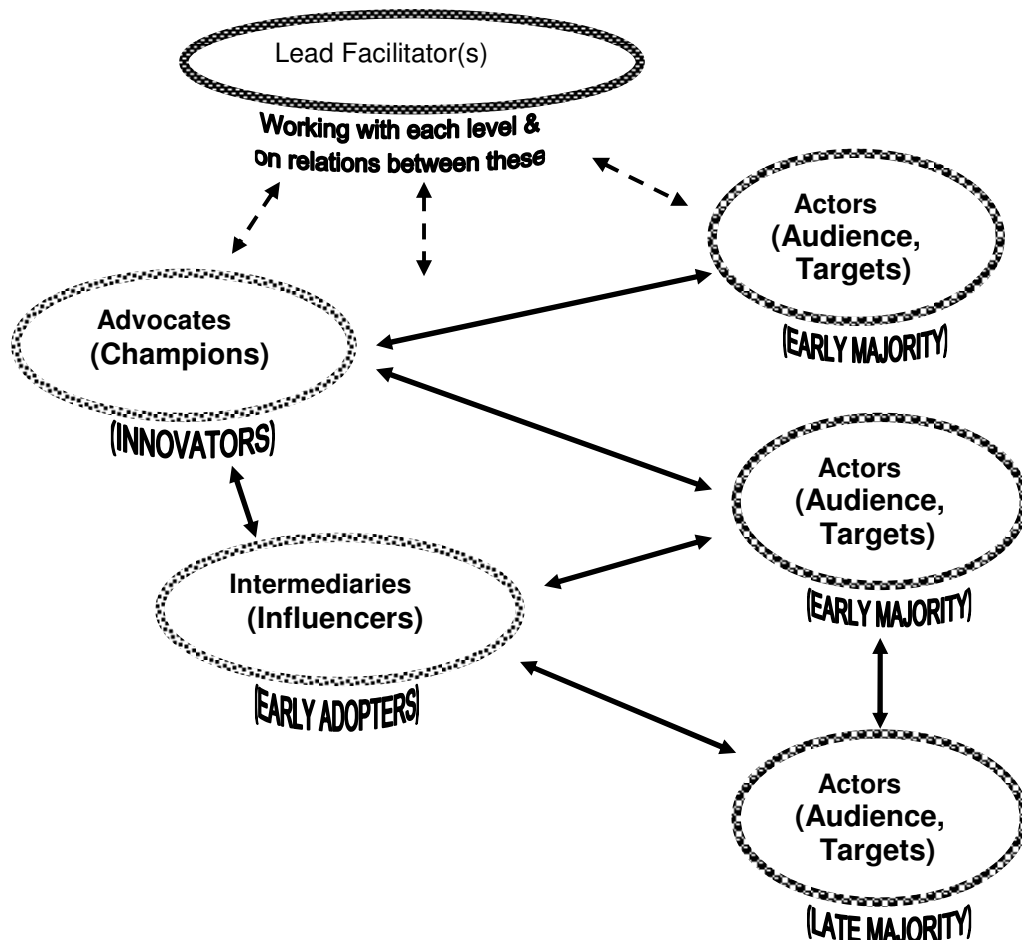 Lead Facilitator(s)
Working with each level &
on relations between these
Actors
(Audience,
Targets)
(EARLY MAJORITY)
Advocates
(Champions)
(INNOVATORS)
Actors
(Audience,
Targets)
(EARLY MAJORITY)
Intermediaries
(Influencers)
(EARLY ADOPTERS)
Actors
(Audience,
Targets)
(LATE MAJORITY)